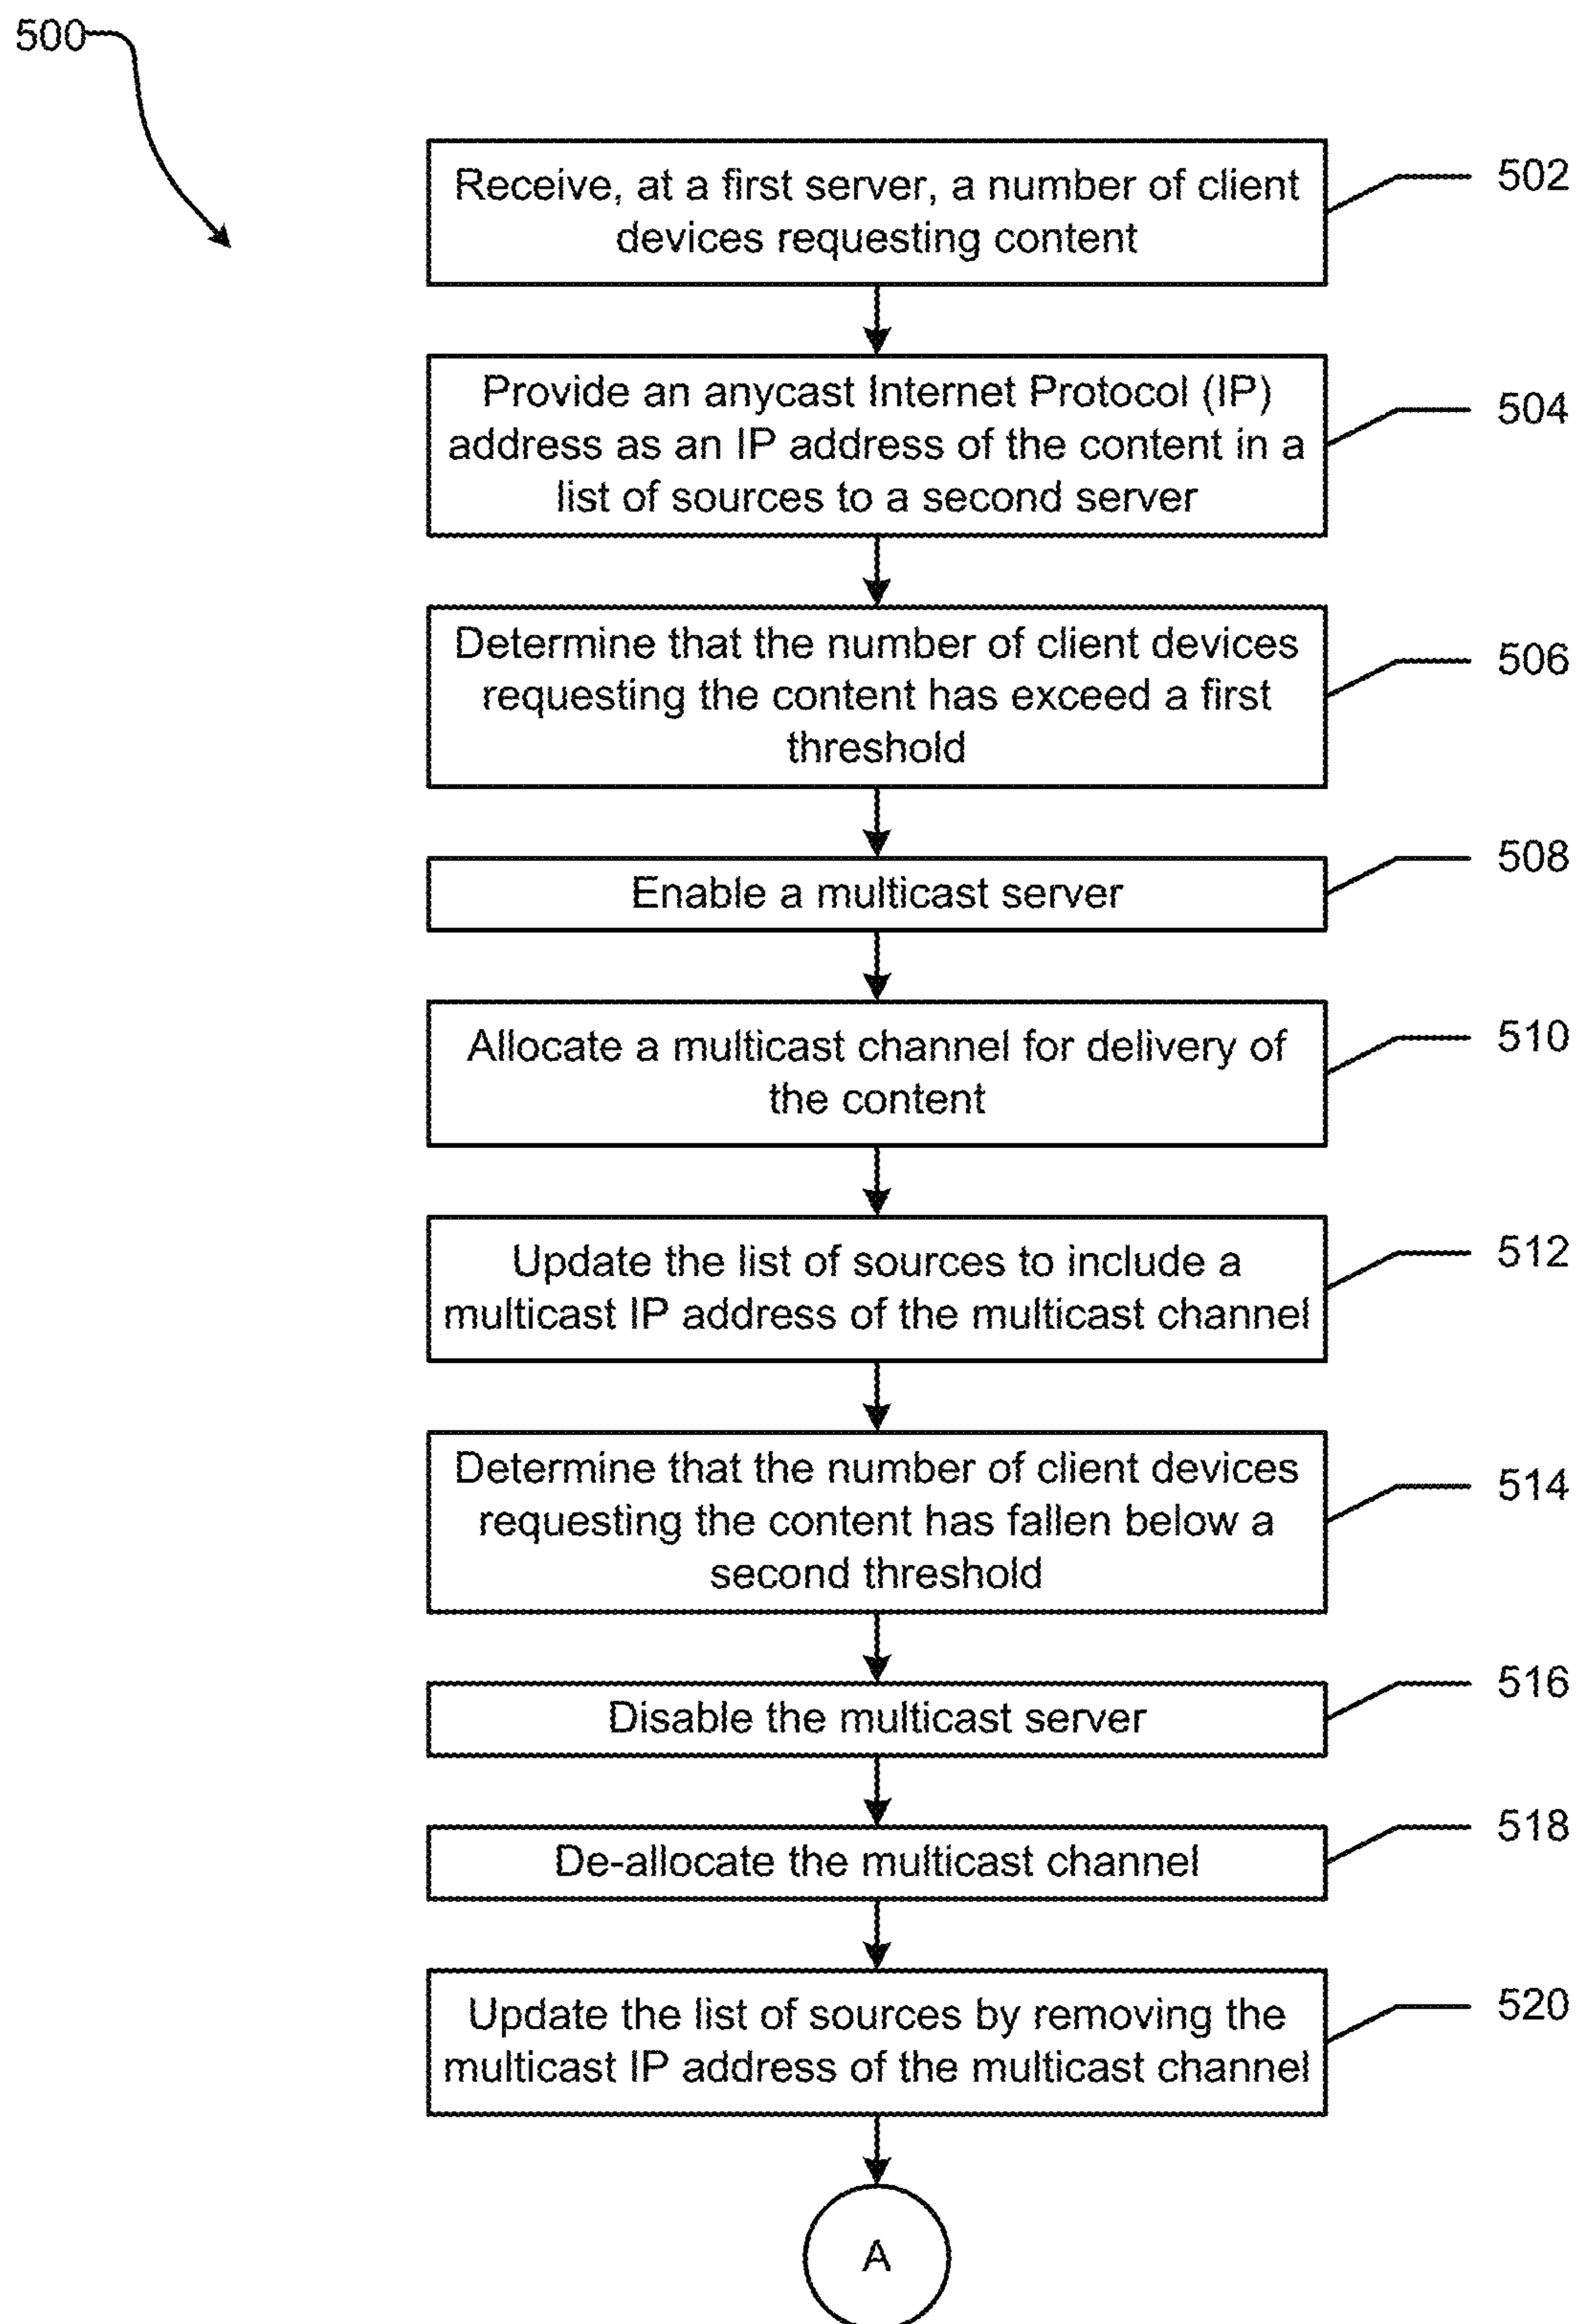 500
Receive, at a first server, a number of client
devices requesting content
502
Provide an anycast Internet Protocol (IP)
address as an IP address of the content in a
list of sources to a second server
504
Determine that the number of client devices
requesting the content has exceed a first
threshold
506
Enable a multicast server
508
Allocate a multicast channel for delivery of
the content
510
Update the list of sources to include a
multicast IP address of the multicast channel
512
Determine that the number of client devices
requesting the content has fallen below a
second threshold
514
Disable the multicast server
516
De-allocate the multicast channel
518
Update the list of sources by removing the
multicast IP address of the multicast channel
520
A